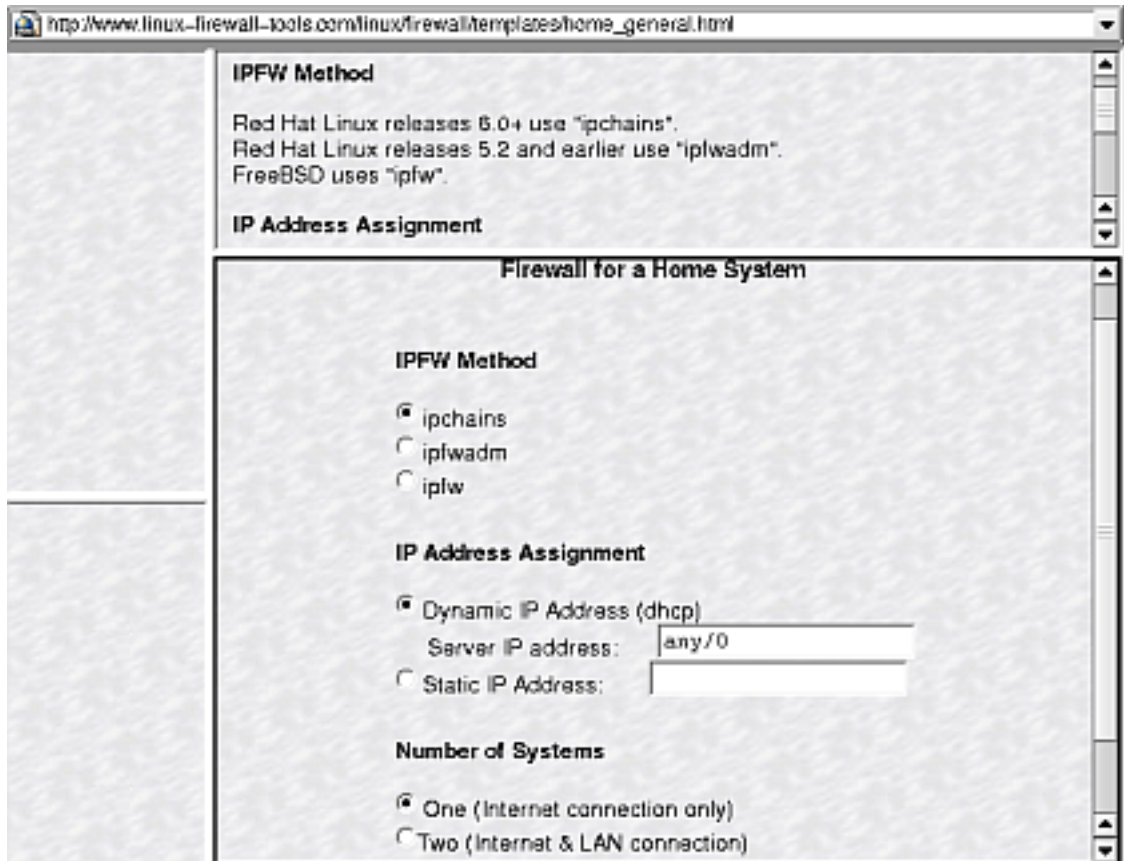 http://www.linux-firewall-tools.com/linux/firewall/templates/home_general.html
IPFW Method
Red Hat Linux releases 6.0+ use "ipchains".
Red Hat Linux releases 5.2 and earlier use "ipfwadm".
FreeBSD uses "ipfw".
IP Address Assignment
Firewall for a Home System
IPFW Method
ipchains
ipfwadm
ipfw
IP Address Assignment
Dynamic IP Address (dhcp)
Server IP address: any/0
Static IP Address:
Number of Systems
One (Internet connection only)
Two (Internet & LAN connection)